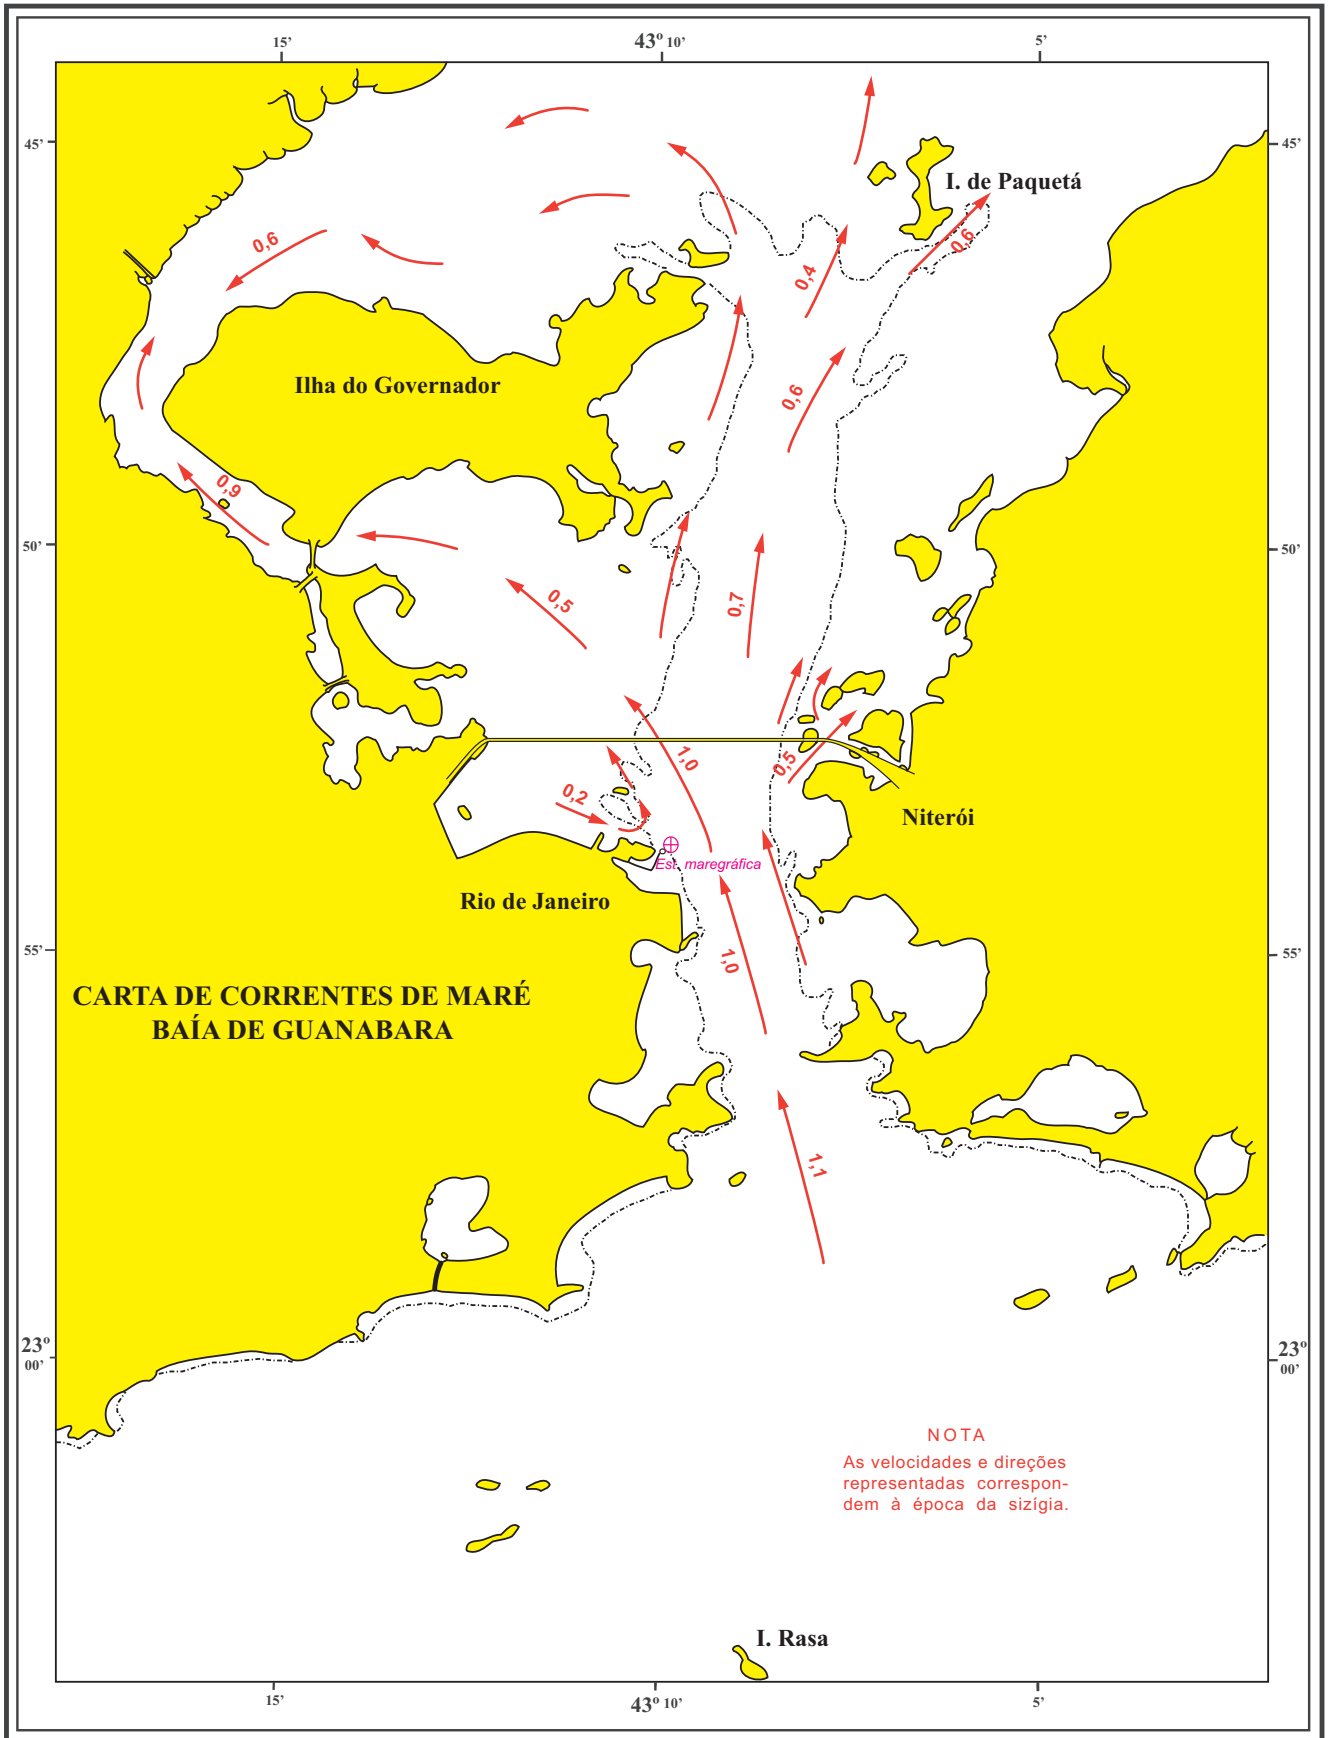 15’
43º 10’
5’
45’
45’
I. de Paquetá
0,6
0,6
0,4
Ilha do Governador
0,6
0,9
50’
50’
0,5
0,7
1,0
0,5
0,2
Niterói
Est. maregráfica
Rio de Janeiro
55’
55’
1,0
CARTA DE CORRENTES DE MARÉ
BAÍA DE GUANABARA
1,1
23º
00’
23º
00’
NOTA
As velocidades e direções
representadas correspon-
dem à época da sizígia.
I. Rasa
15’
43º 10’
5’